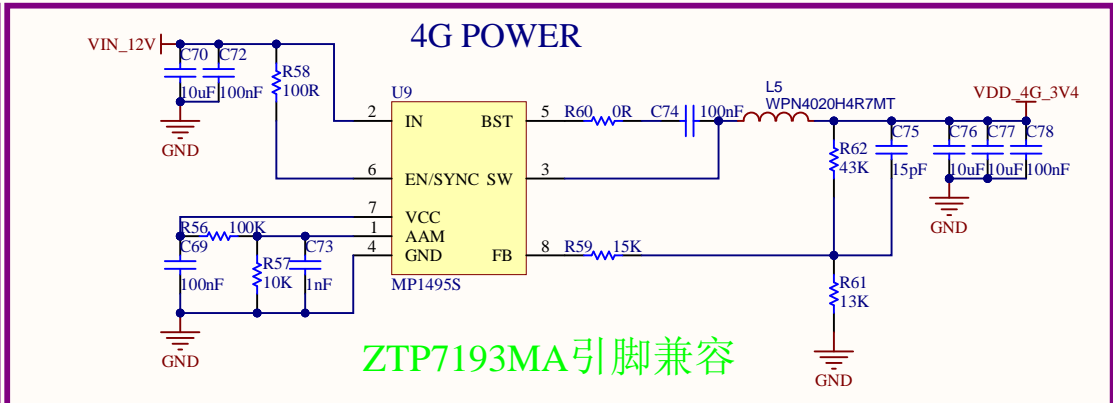 4G POWER
VIN_12V
C70
C72
10uF
100nF
R58
100R
U9
2
IN
BST
5
R60
0R
C74
100nF
L5
WPN4020H4R7MT
VDD_4G_3V4
GND
6
EN/SYNC
SW
3
R62
43K
C75
15pF
C76
C77
C78
10uF
10uF
100nF
GND
7
VCC
R56
100K
1
AAM
C69
100nF
R57
10K
C73
1nF
4
GND
FB
8
R59
15K
MP1495S
R61
13K
GND
GND
ZTP7193MA引脚兼容